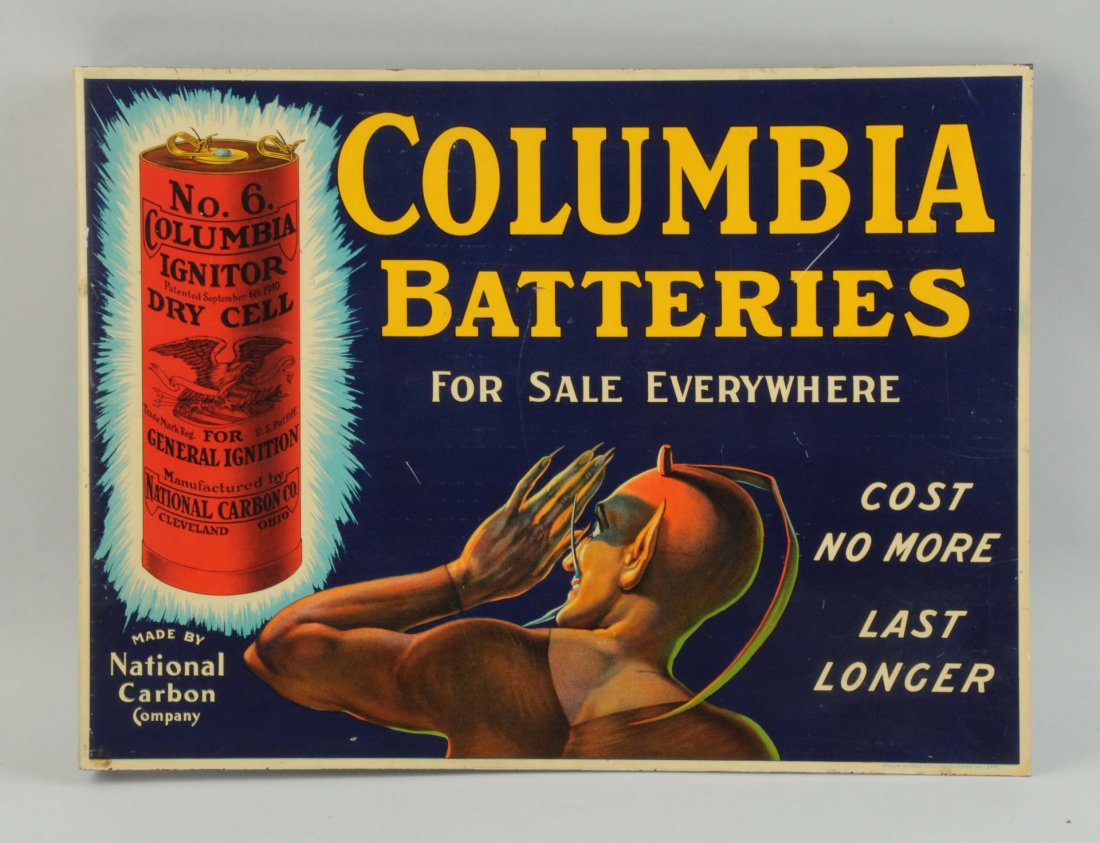 No. 6.
COLUMBIA
IGNITOR
Patented September 6th, 1910
DRY CELL
Trade Mark Reg. U.S. Pat. Off.
FOR
GENERAL IGNITION
Manufactured by
NATIONAL CARBON CO.
CLEVELAND OHIO
COLUMBIA
BATTERIES
FOR SALE EVERYWHERE
COST
NO MORE
LAST
LONGER
MADE BY
National
Carbon
Company